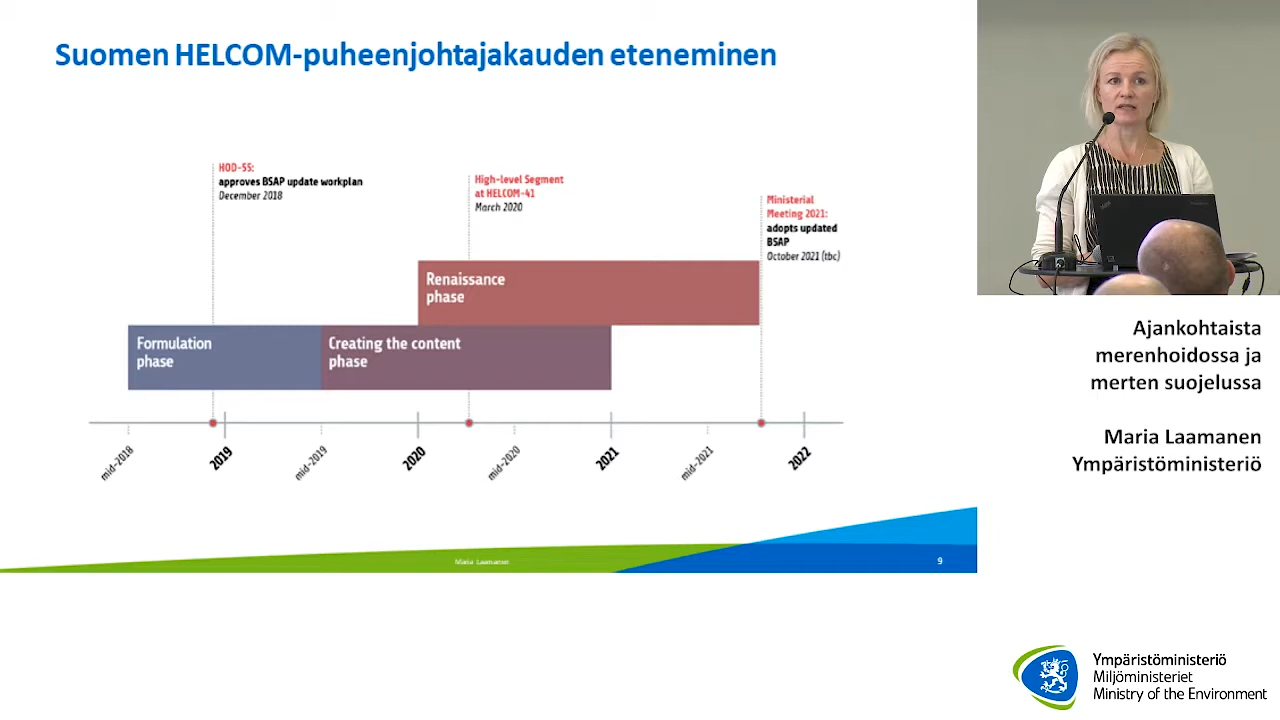 Suomen HELCOM-puheenjohtajakauden eteneminen
HOD-55:
approves BSAP update workplan
December 2018
High-level Segment
at HELCOM-41
March 2020
Ministerial
Meeting 2021:
adopts updated
BSAP
October 2021 (tbc)
Renaissance
phase
Formulation
phase
Creating the content
phase
mid-2018
2019
mid-2019
2020
mid-2020
2021
mid-2021
2022
Maria Laamanen
9
Ajankohtaista
merenhoidossa ja
merten suojelussa
Maria Laamanen
Ympäristöministeriö
Ympäristöministeriö
Miljöministeriet
Ministry of the Environment